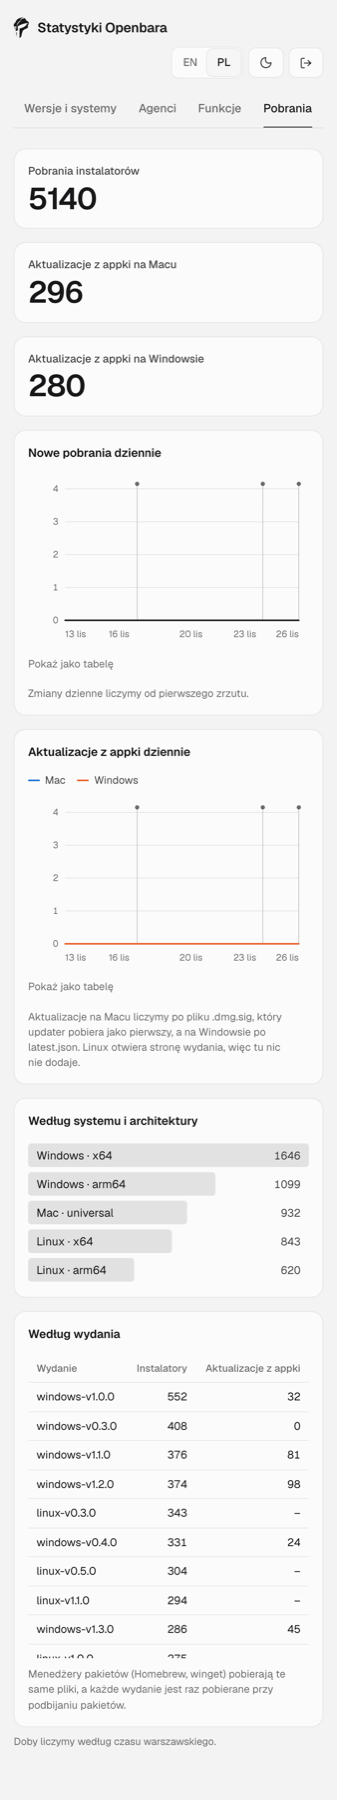 Statystyki Openbara
EN PL
Wersje i systemy Agenci Funkcje Pobrania
Pobrania instalatorów
5140
Aktualizacje z appki na Macu
296
Aktualizacje z appki na Windowsie
280
Nowe pobrania dziennie
4
3
2
1
0
13 lis 16 lis 20 lis 23 lis 26 lis
Pokaż jako tabelę
Zmiany dzienne liczymy od pierwszego zrzutu.
Aktualizacje z appki dziennie
Mac Windows
4
3
2
1
0
13 lis 16 lis 20 lis 23 lis 26 lis
Pokaż jako tabelę
Aktualizacje na Macu liczymy po pliku .dmg.sig, który
updater pobiera jako pierwszy, a na Windowsie po
latest.json. Linux otwiera stronę wydania, więc tu nic
nie dodaje.
Według systemu i architektury
Windows · x64 1646
Windows · arm64 1099
Mac · universal 932
Linux · x64 843
Linux · arm64 620
Według wydania
Wydanie Instalatory Aktualizacje z appki
windows-v1.0.0 552 32
windows-v0.3.0 408 0
windows-v1.1.0 376 81
windows-v1.2.0 374 98
linux-v0.3.0 343 –
windows-v0.4.0 331 24
linux-v0.5.0 304 –
linux-v1.1.0 294 –
windows-v1.3.0 286 45
Menedżery pakietów (Homebrew, winget) pobierają te
same pliki, a każde wydanie jest raz pobierane przy
podbijaniu pakietów.
Doby liczymy według czasu warszawskiego.